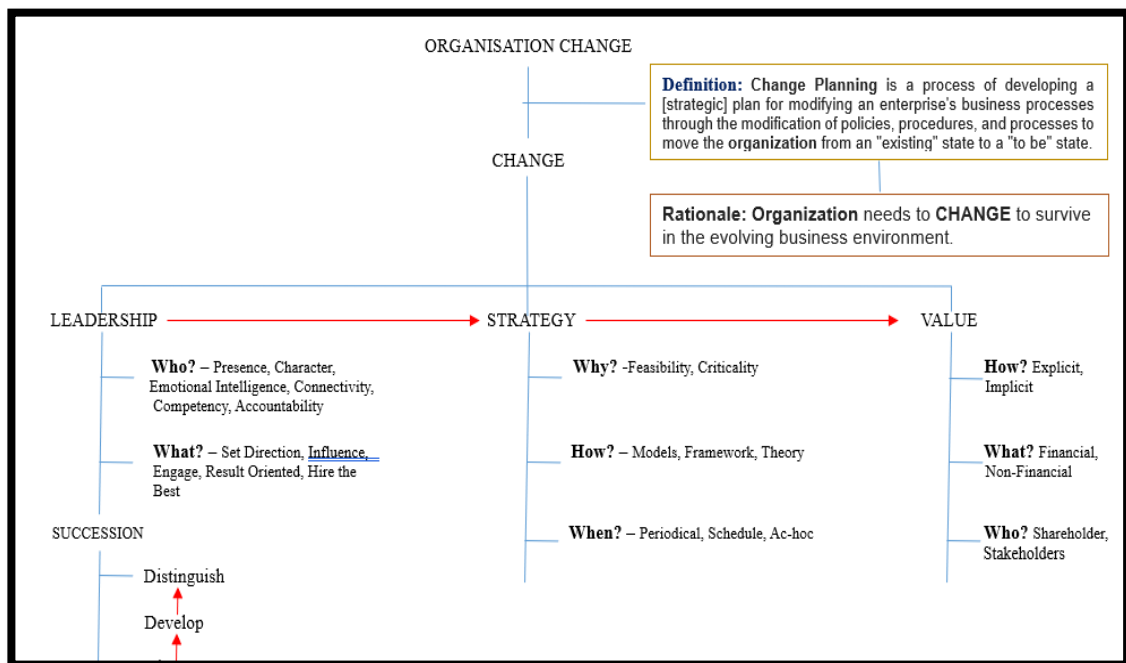 ORGANISATION CHANGE
Definition: Change Planning is a process of developing a
[strategic] plan for modifying an enterprise's business processes
through the modification of policies, procedures, and processes to
move the organization from an "existing" state to a "to be" state.
CHANGE
Rationale: Organization needs to CHANGE to survive
in the evolving business environment.
LEADERSHIP
Who? – Presence, Character,
Emotional Intelligence, Connectivity,
Competency, Accountability
What? – Set Direction, Influence,
Engage, Result Oriented, Hire the
Best
SUCCESSION
Distinguish
Develop
STRATEGY
Why? -Feasibility, Criticality
How? – Models, Framework, Theory
When? – Periodical, Schedule, Ac-hoc
VALUE
How? Explicit,
Implicit
What? Financial,
Non-Financial
Who? Shareholder,
Stakeholders